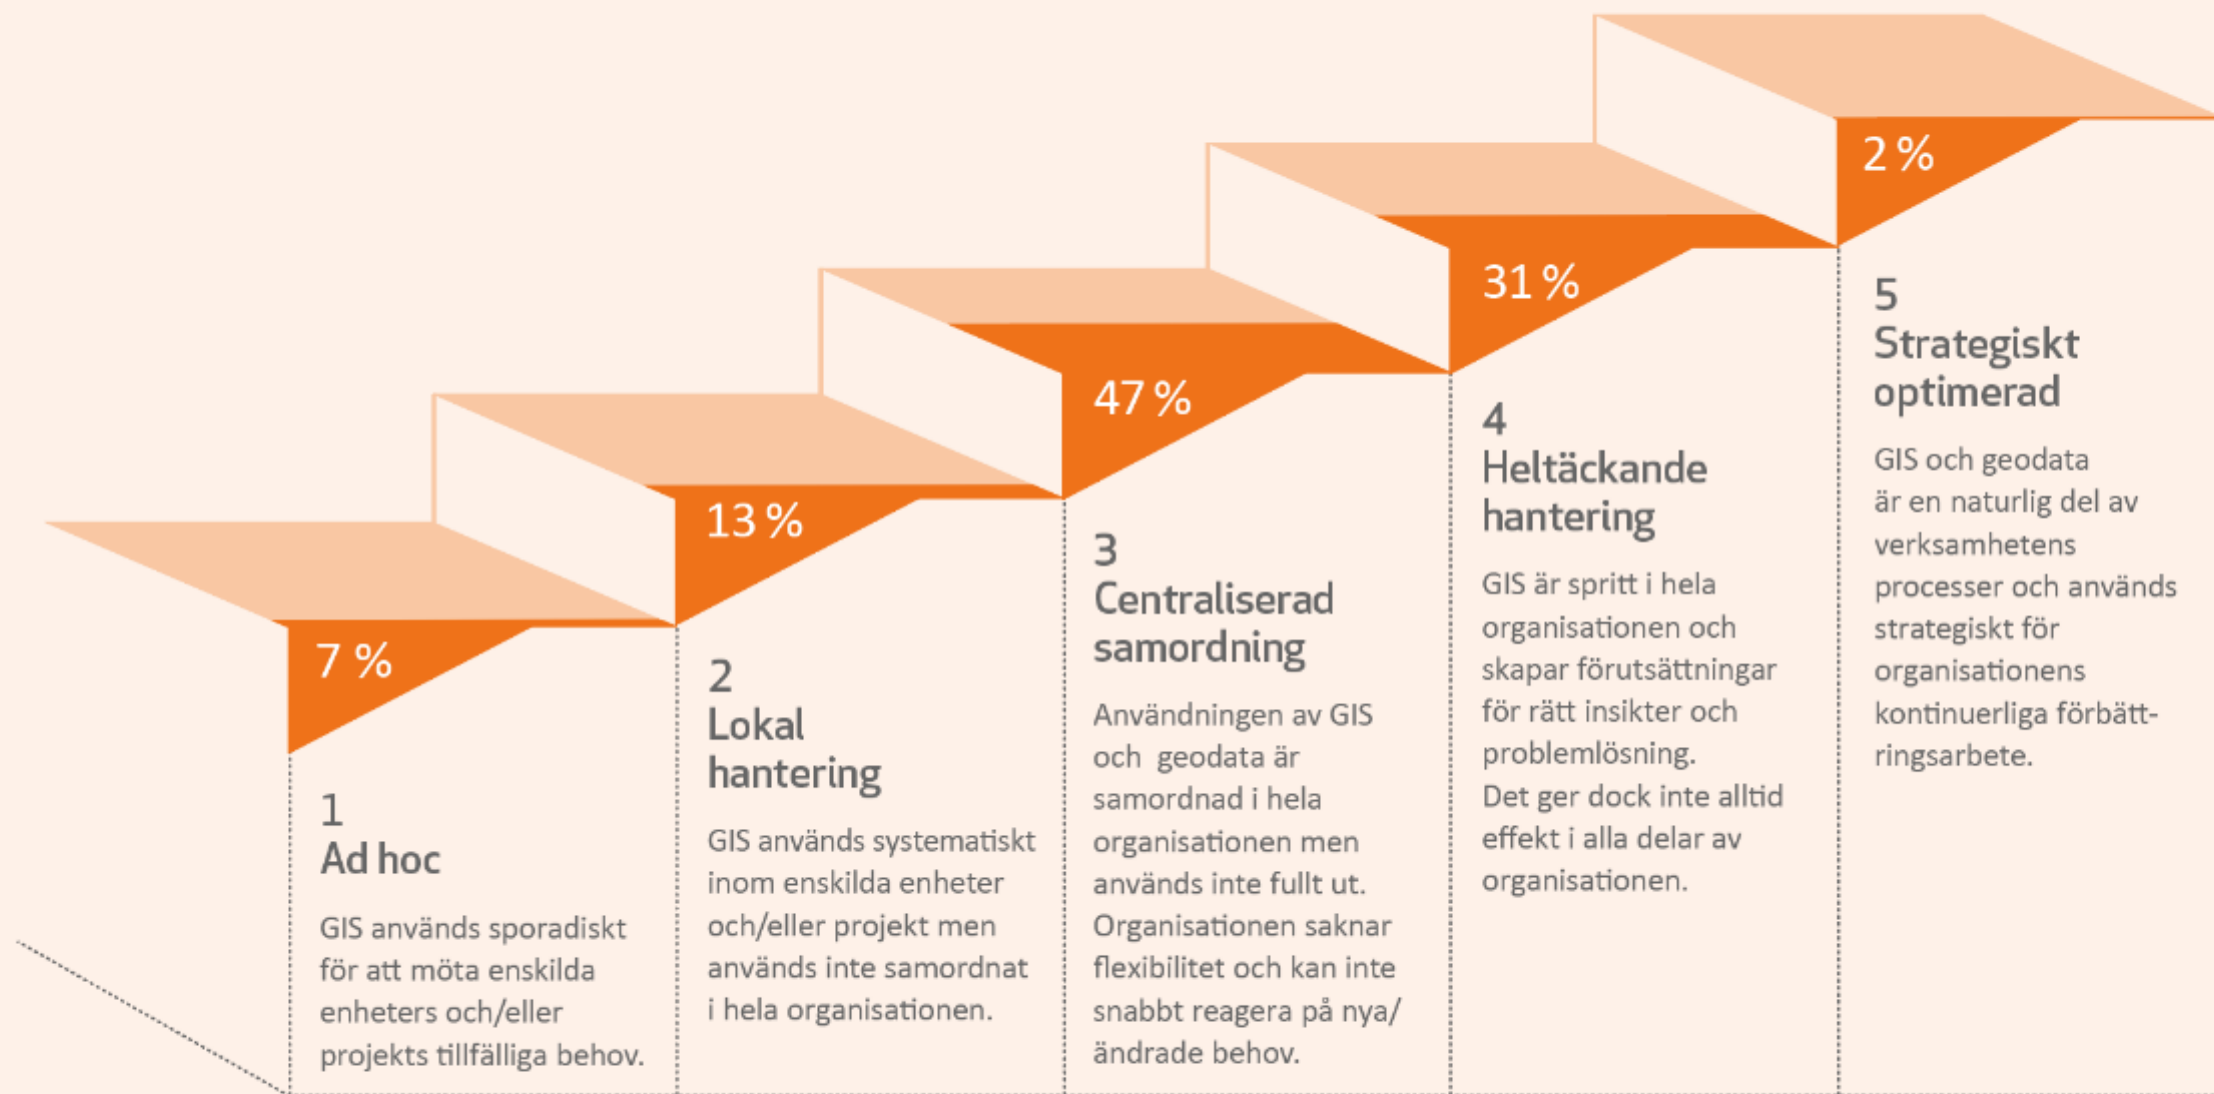 7 %
1
Ad hoc
GIS används sporadiskt
för att möta enskilda
enheters och/eller
projekts tillfälliga behov.
13 %
2
Lokal
hantering
GIS används systematiskt
inom enskilda enheter
och/eller projekt men
används inte samordnat
i hela organisationen.
47 %
3
Centraliserad
samordning
Användningen av GIS
och geodata är
samordnad i hela
organisationen men
används inte fullt ut.
Organisationen saknar
flexibilitet och kan inte
snabbt reagera på nya/
ändrade behov.
31 %
4
Heltäckande
hantering
GIS är spritt i hela
organisationen och
skapar förutsättningar
för rätt insikter och
problemlösning.
Det ger dock inte alltid
effekt i alla delar av
organisationen.
2 %
5
Strategiskt
optimerad
GIS och geodata
är en naturlig del av
verksamhetens
processer och används
strategiskt för
organisationens
kontinuerliga förbätt-
ringsarbete.